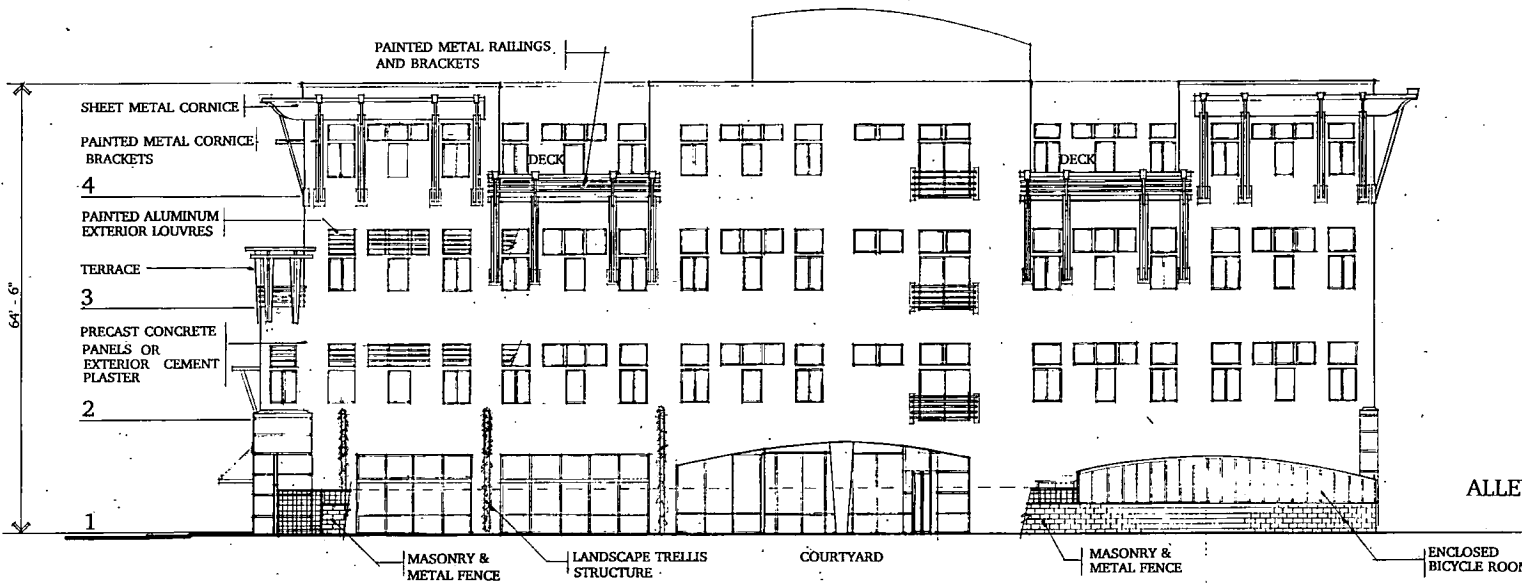 PAINTED METAL RAILINGS
AND BRACKETS
SHEET METAL CORNICE
PAINTED METAL CORNICE
BRACKETS
DECK
DECK
4
PAINTED ALUMINUM
EXTERIOR LOUVRES
TERRACE
3
64' - 6"
PRECAST CONCRETE
PANELS OR
EXTERIOR CEMENT
PLASTER
2
1
ALLE
MASONRY &
METAL FENCE
LANDSCAPE TRELLIS
STRUCTURE
COURTYARD
MASONRY &
METAL FENCE
ENCLOSED
BICYCLE ROOM